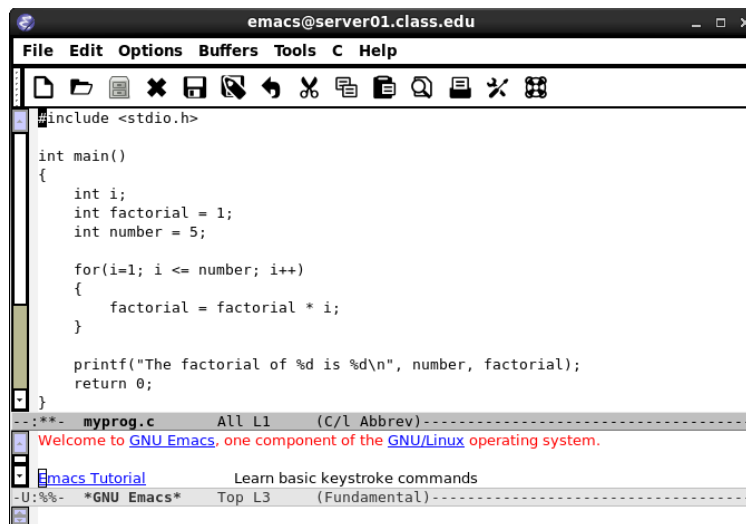 emacs@server01.class.edu
File Edit Options Buffers Tools C Help
#include <stdio.h>
int main()
{
    int i;
    int factorial = 1;
    int number = 5;
    for(i=1; i <= number; i++)
    {
        factorial = factorial * i;
    }
    printf("The factorial of %d is %d\n", number, factorial);
    return 0;
}
--:**-  myprog.c       All L1     (C/l Abbrev)------------------------------------
Welcome to GNU Emacs, one component of the GNU/Linux operating system.
Emacs Tutorial          Learn basic keystroke commands
-U:%%-  *GNU Emacs*    Top L3     (Fundamental)-----------------------------------